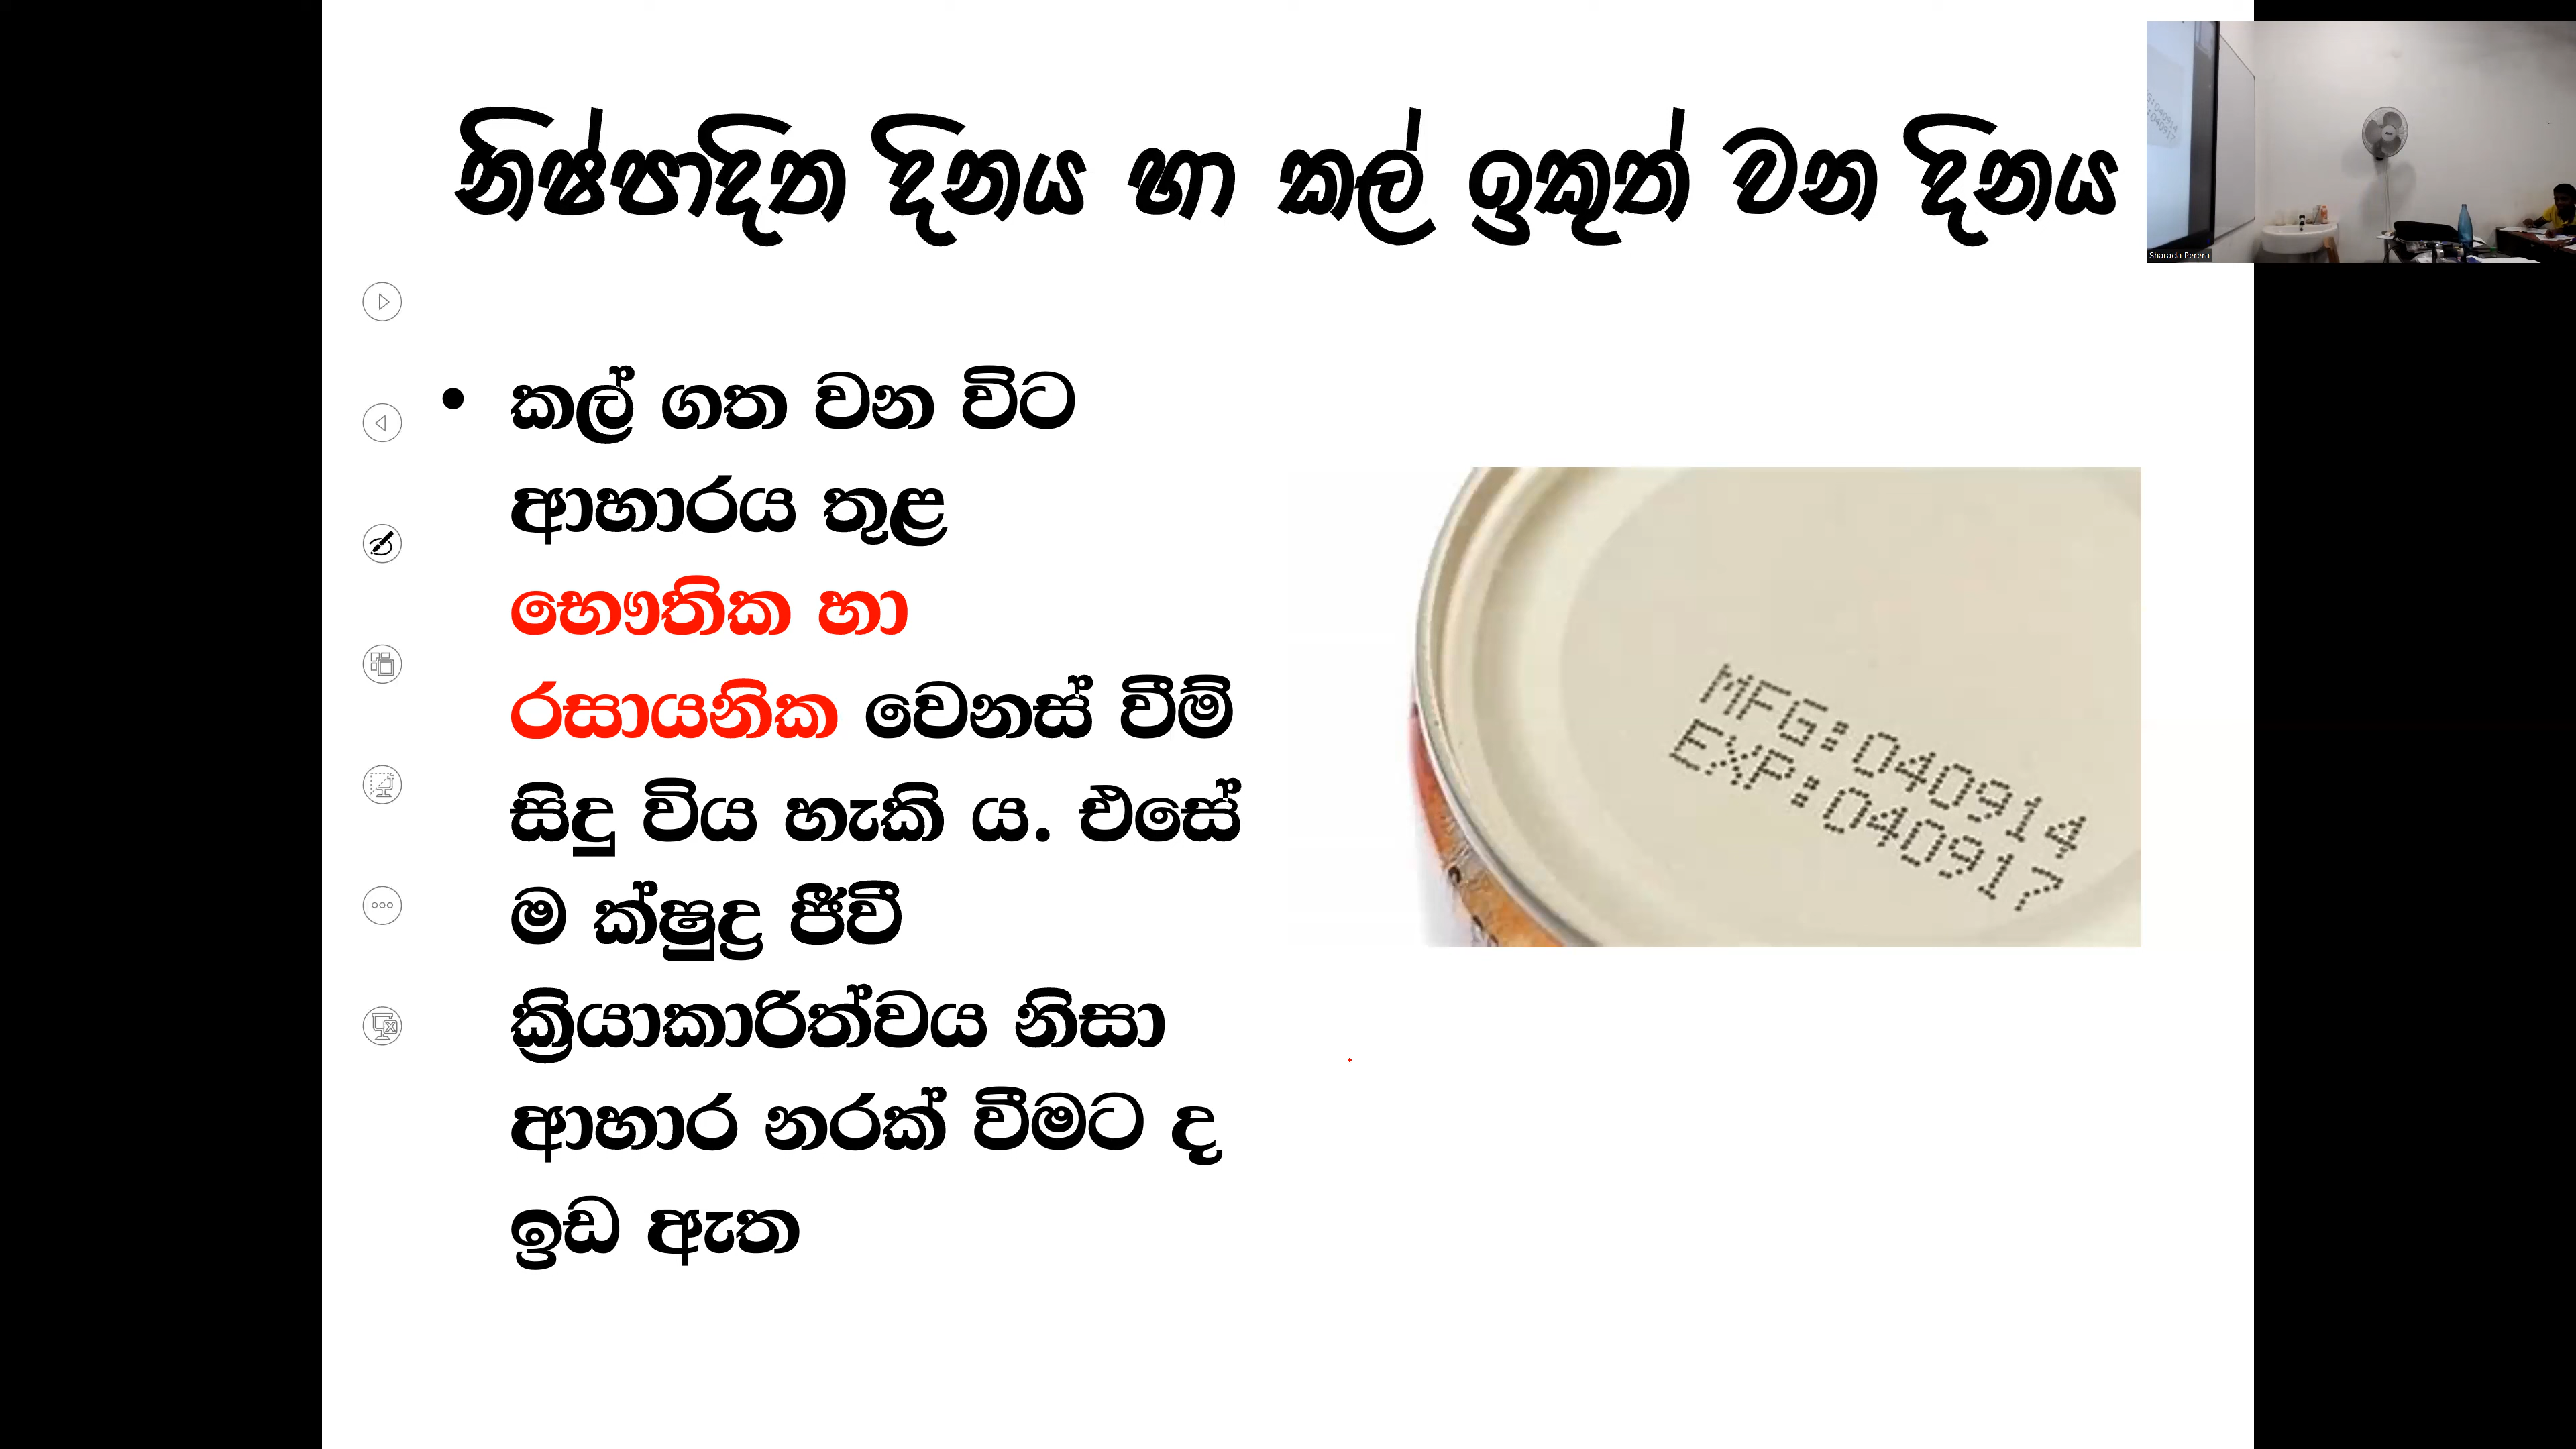 නිෂ්පාදිත දිනය හා කල් ඉකුත් වන දිනය
Sharada Perera
• කල් ගත වන විට
ආහාරය තුළ
භෞතික හා
රසායනික වෙනස් වීම්
සිදු විය හැකි ය. එසේ
ම ක්ෂුද්‍ර ජීවී
ක්‍රියාකාරිත්වය නිසා
ආහාර නරක් වීමට ද
ඉඩ ඇත
MFG:040914
EXP:040917